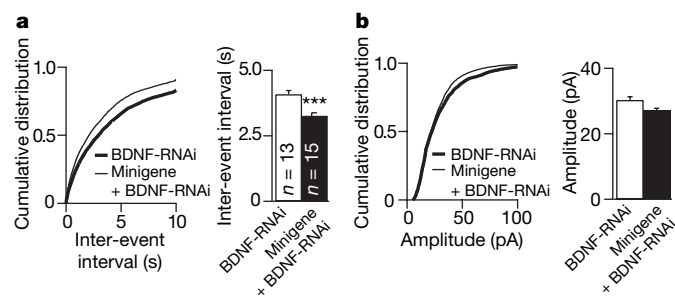 a
Cumulative distribution
1.0
0.5
0
0
5
10
Inter-event
interval (s)
BDNF-RNAi
Minigene
+ BDNF-RNAi
Inter-event interval (s)
5.0
2.5
0
***
n = 13
n = 15
BDNF-RNAi
Minigene
+ BDNF-RNAi
b
Cumulative distribution
1.0
0.5
0
0
50
100
Amplitude (pA)
BDNF-RNAi
Minigene
+ BDNF-RNAi
Amplitude (pA)
40
20
0
BDNF-RNAi
Minigene
+ BDNF-RNAi